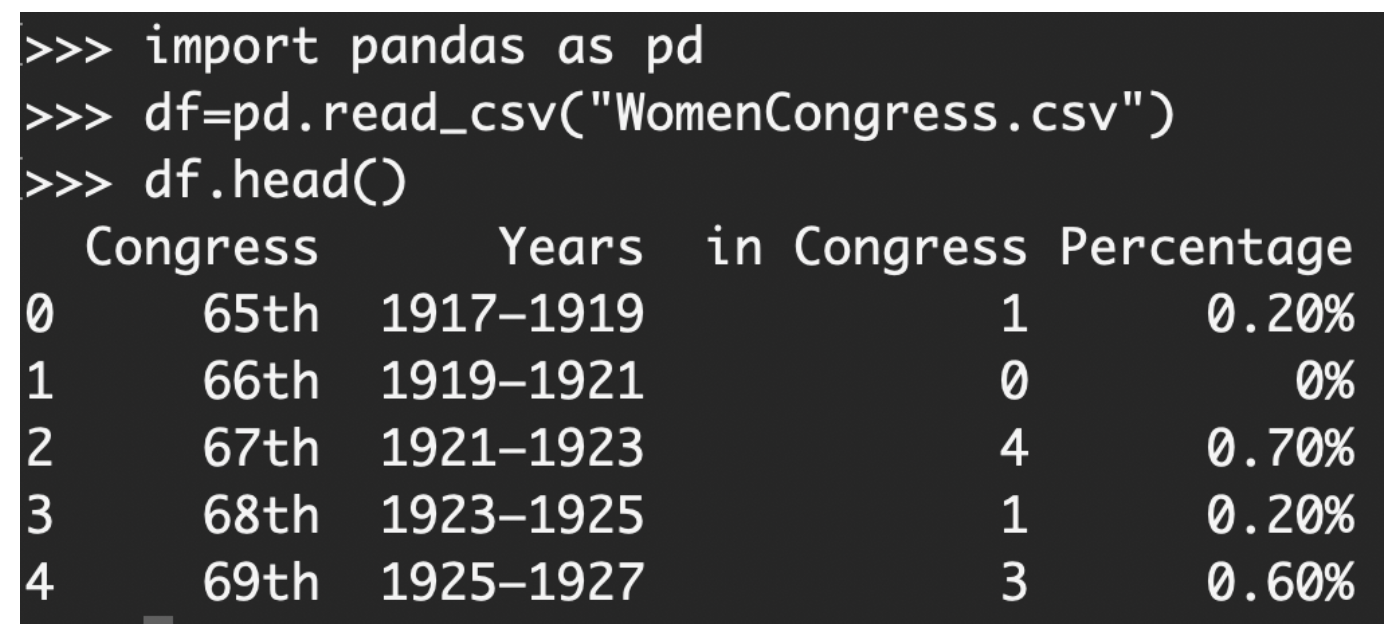 >>> import pandas as pd
>>> df=pd.read_csv("WomenCongress.csv")
>>> df.head()
  Congress      Years  in Congress Percentage
0     65th  1917–1919            1      0.20%
1     66th  1919–1921            0         0%
2     67th  1921–1923            4      0.70%
3     68th  1923–1925            1      0.20%
4     69th  1925–1927            3      0.60%